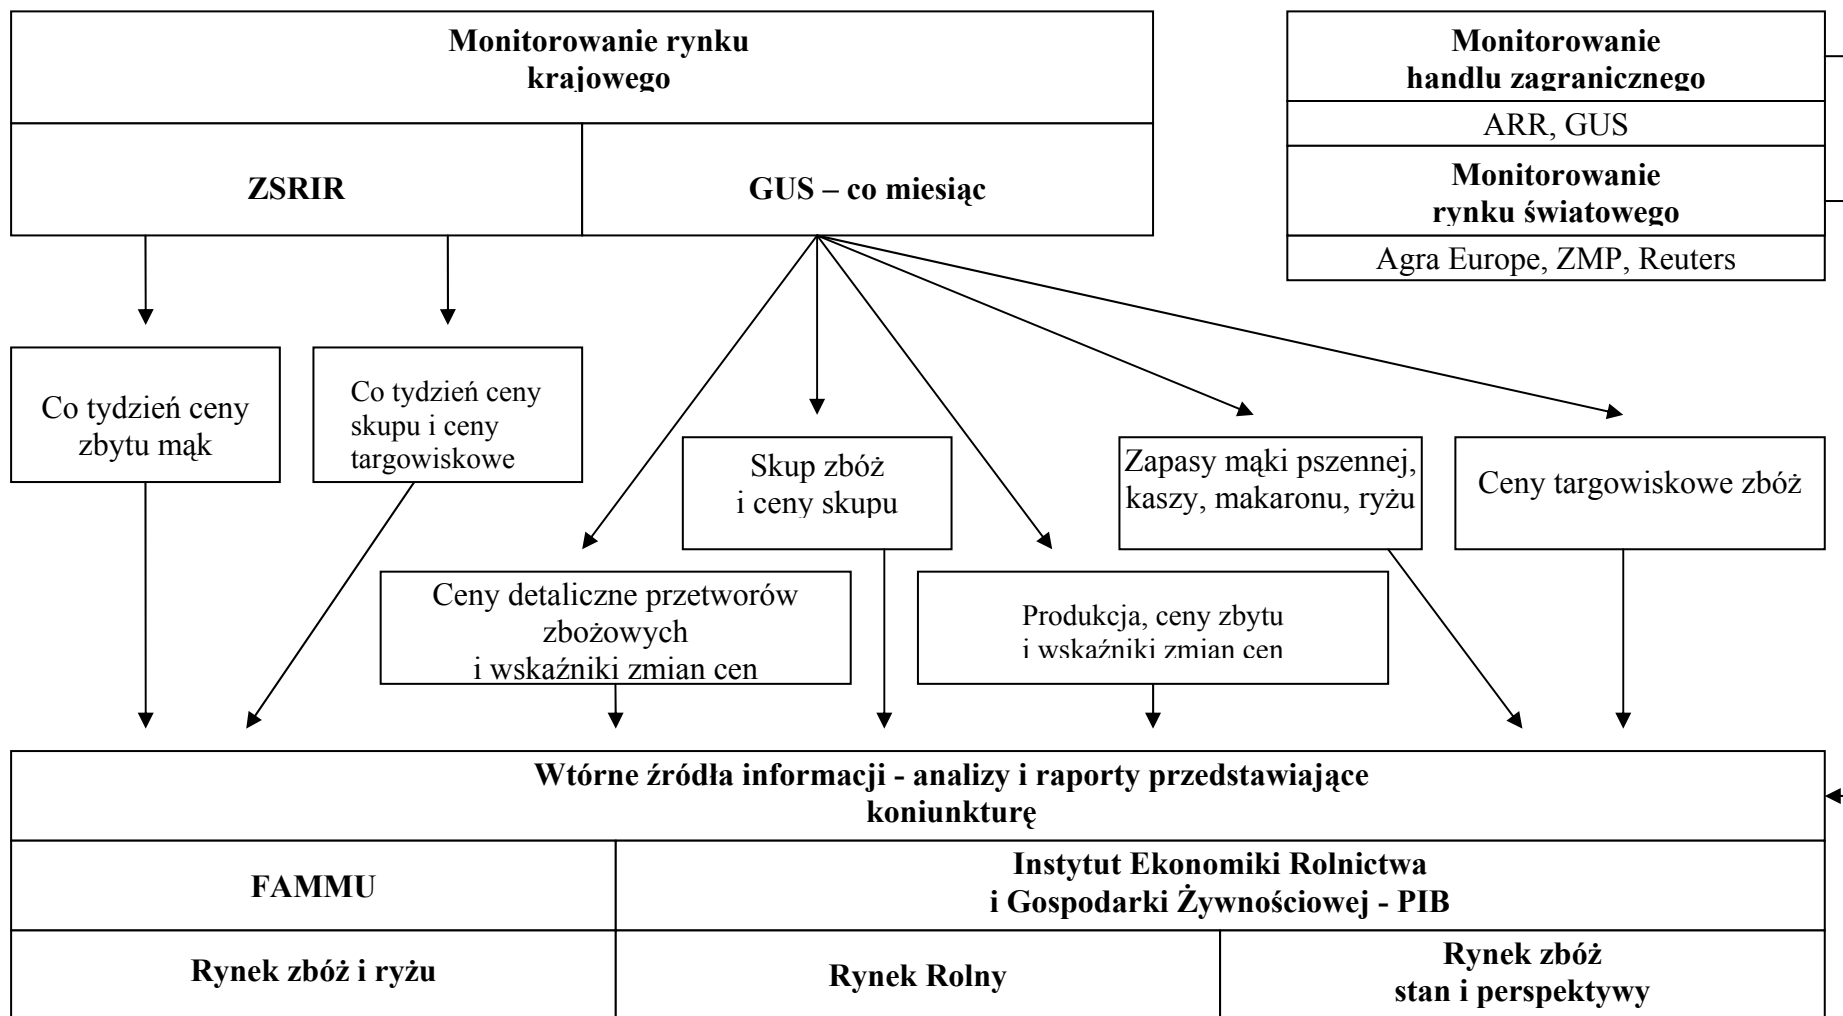 Monitorowanie rynku
krajowego
ZSRIR
GUS – co miesiąc
Monitorowanie
handlu zagranicznego
ARR, GUS
Monitorowanie
rynku światowego
Agra Europe, ZMP, Reuters
Co tydzień ceny
zbytu mąk
Co tydzień ceny
skupu i ceny
targowiskowe
Skup zbóż
i ceny skupu
Zapasy mąki pszennej,
kaszy, makaronu, ryżu
Ceny targowiskowe zbóż
Ceny detaliczne przetworów
zbożowych
i wskaźniki zmian cen
Produkcja, ceny zbytu
i wskaźniki zmian cen
Wtórne źródła informacji - analizy i raporty przedstawiające
koniunkturę
FAMMU
Instytut Ekonomiki Rolnictwa
i Gospodarki Żywnościowej - PIB
Rynek zbóż i ryżu
Rynek Rolny
Rynek zbóż
stan i perspektywy